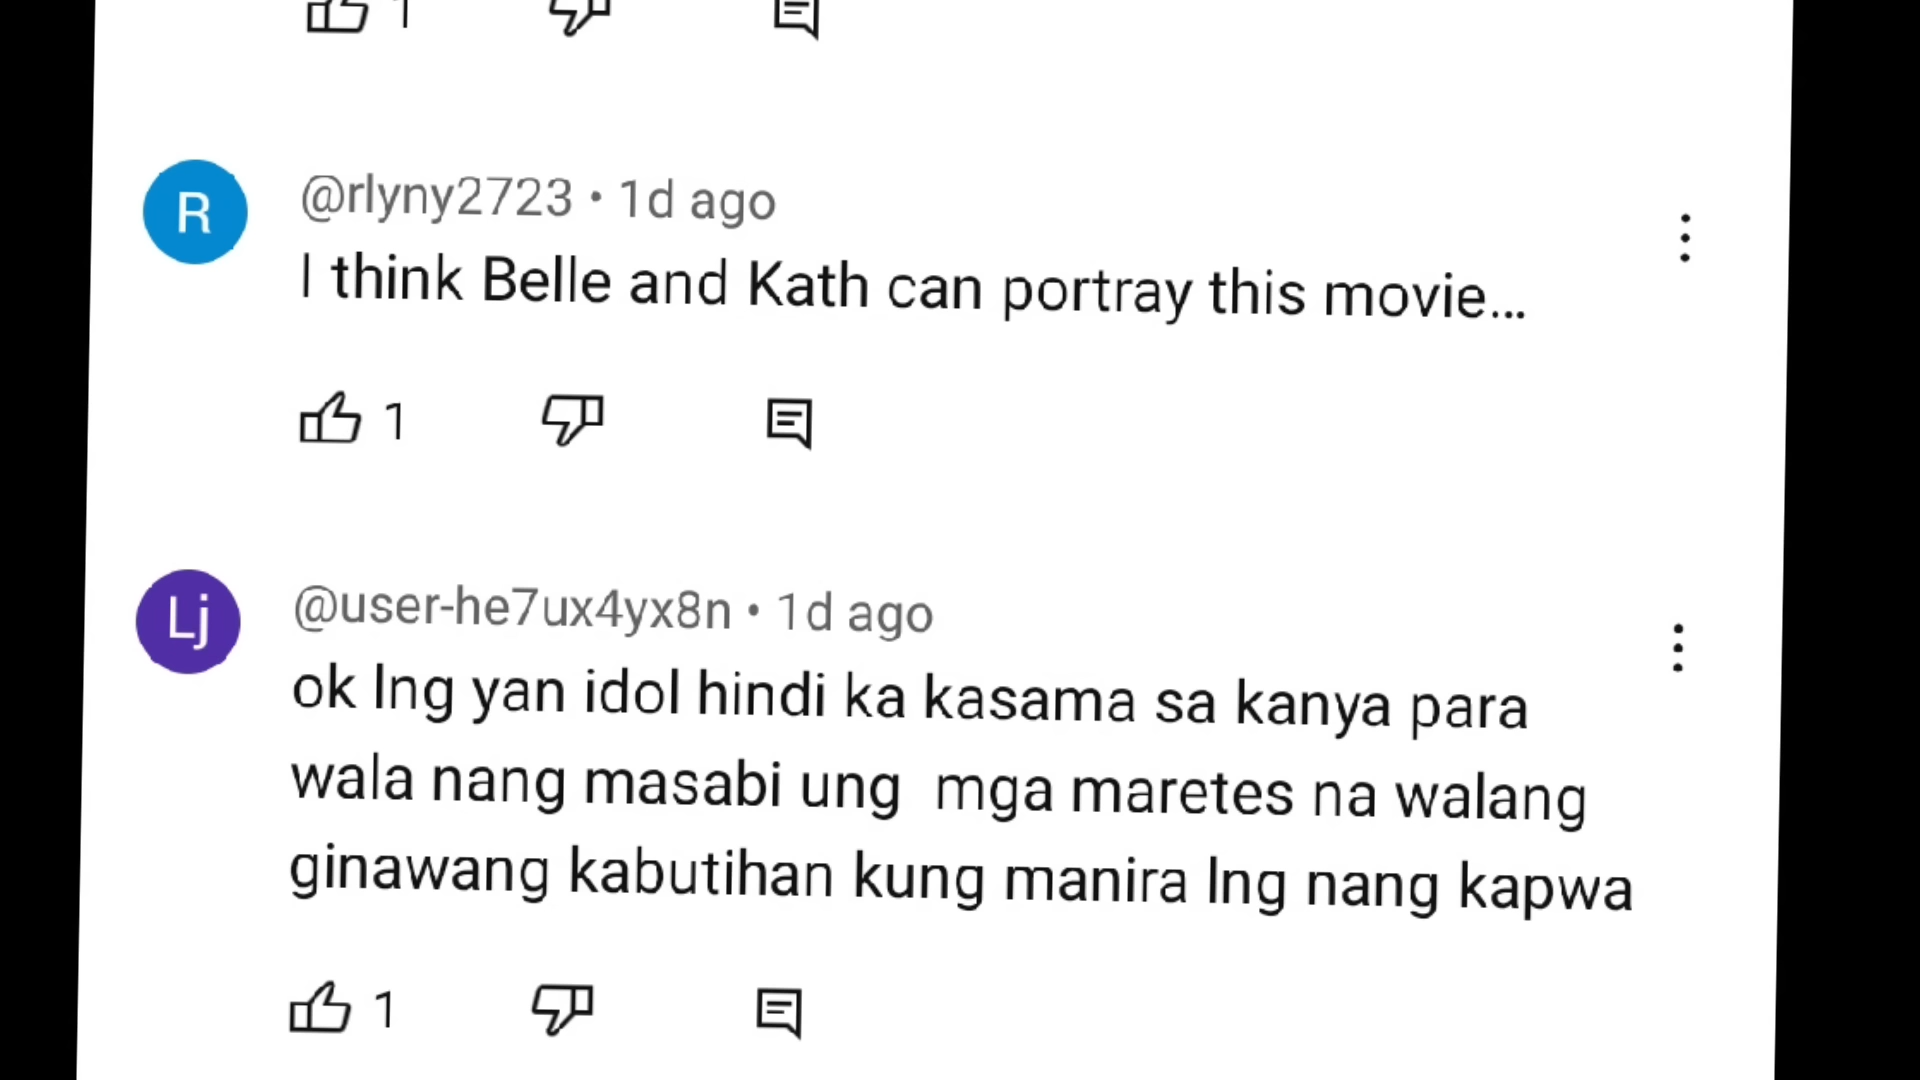 1
R
@rlyny2723 • 1d ago
I think Belle and Kath can portray this movie...
1
Lj
@user-he7ux4yx8n • 1d ago
ok lng yan idol hindi ka kasama sa kanya para
wala nang masabi ung  mga maretes na walang
ginawang kabutihan kung manira lng nang kapwa
1